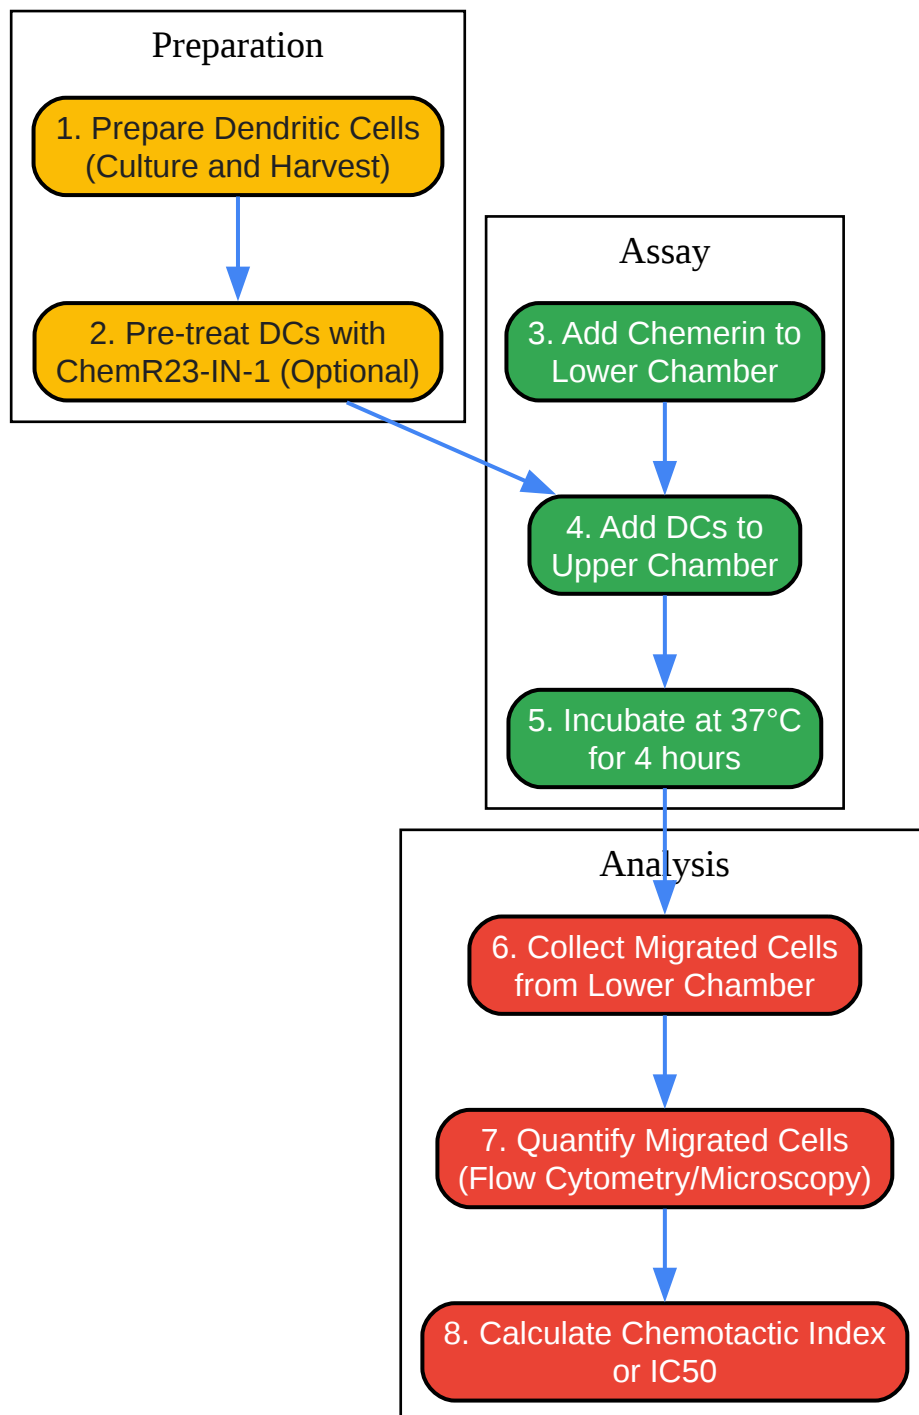 Preparation
1. Prepare Dendritic Cells
(Culture and Harvest)
2. Pre-treat DCs with
ChemR23-IN-1 (Optional)
Assay
3. Add Chemerin to
Lower Chamber
4. Add DCs to
Upper Chamber
5. Incubate at 37°C
for 4 hours
Analysis
6. Collect Migrated Cells
from Lower Chamber
7. Quantify Migrated Cells
(Flow Cytometry/Microscopy)
8. Calculate Chemotactic Index
or IC50